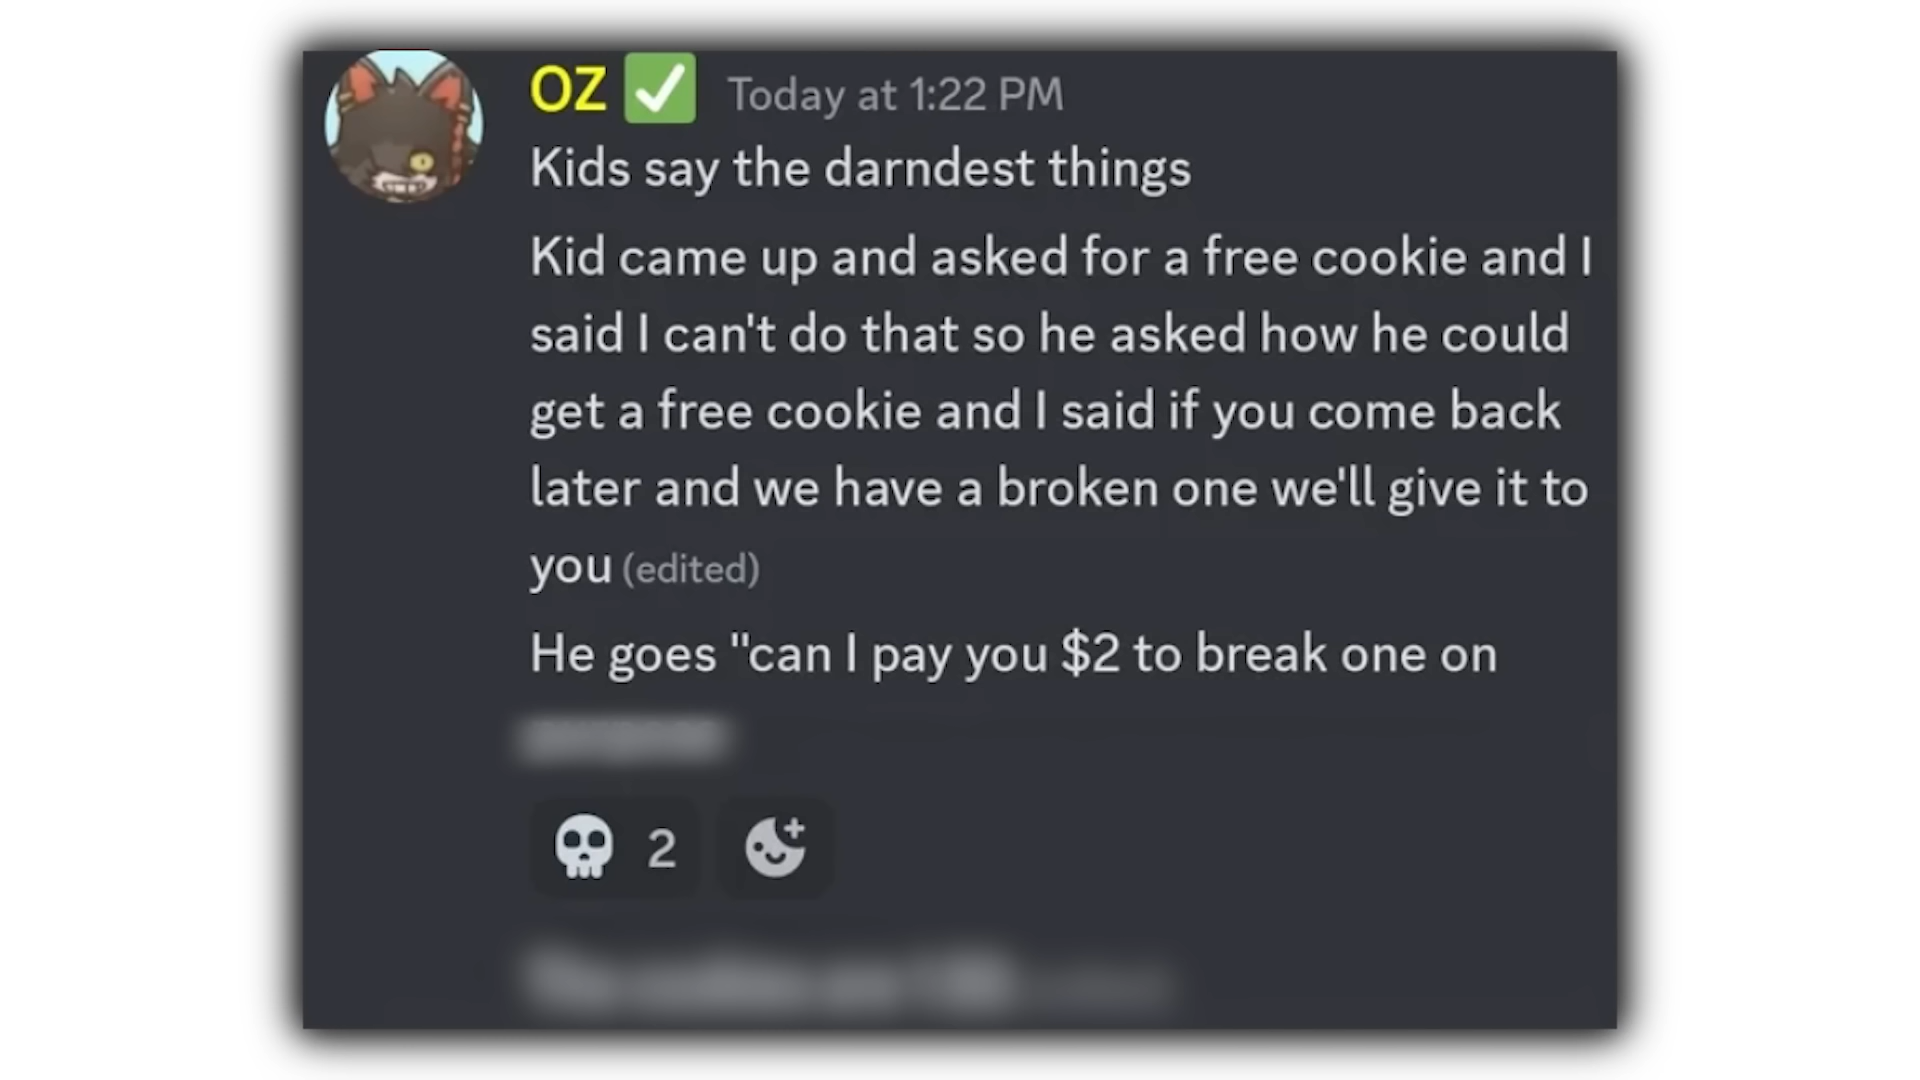 OZ ✅ Today at 1:22 PM
Kids say the darndest things
Kid came up and asked for a free cookie and I
said I can't do that so he asked how he could
get a free cookie and I said if you come back
later and we have a broken one we'll give it to
you (edited)
He goes "can I pay you $2 to break one on
2